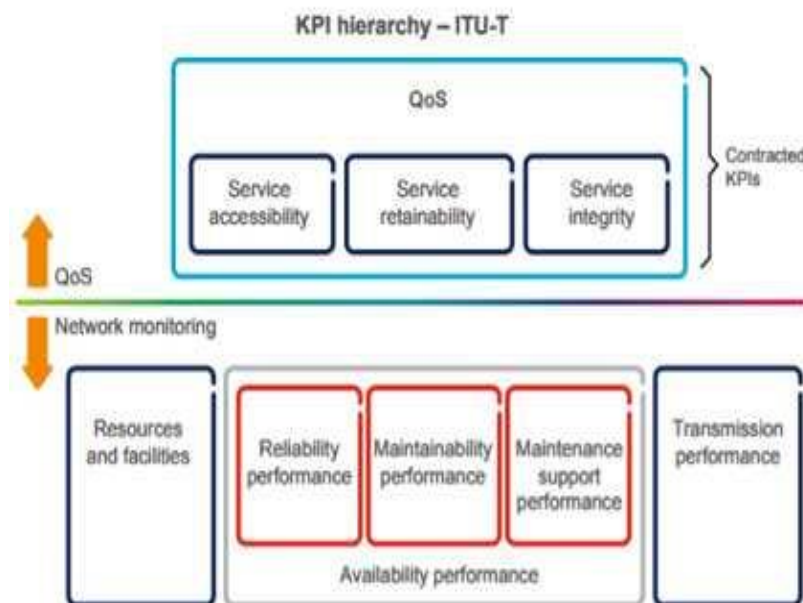 KPI hierarchy – ITU-T
QoS
Service
accessibility
Service
retainability
Service
integrity
Contracted
KPIs
QoS
Network monitoring
Resources
and facilities
Reliability
performance
Maintainability
performance
Maintenance
support
performance
Availability performance
Transmission
performance